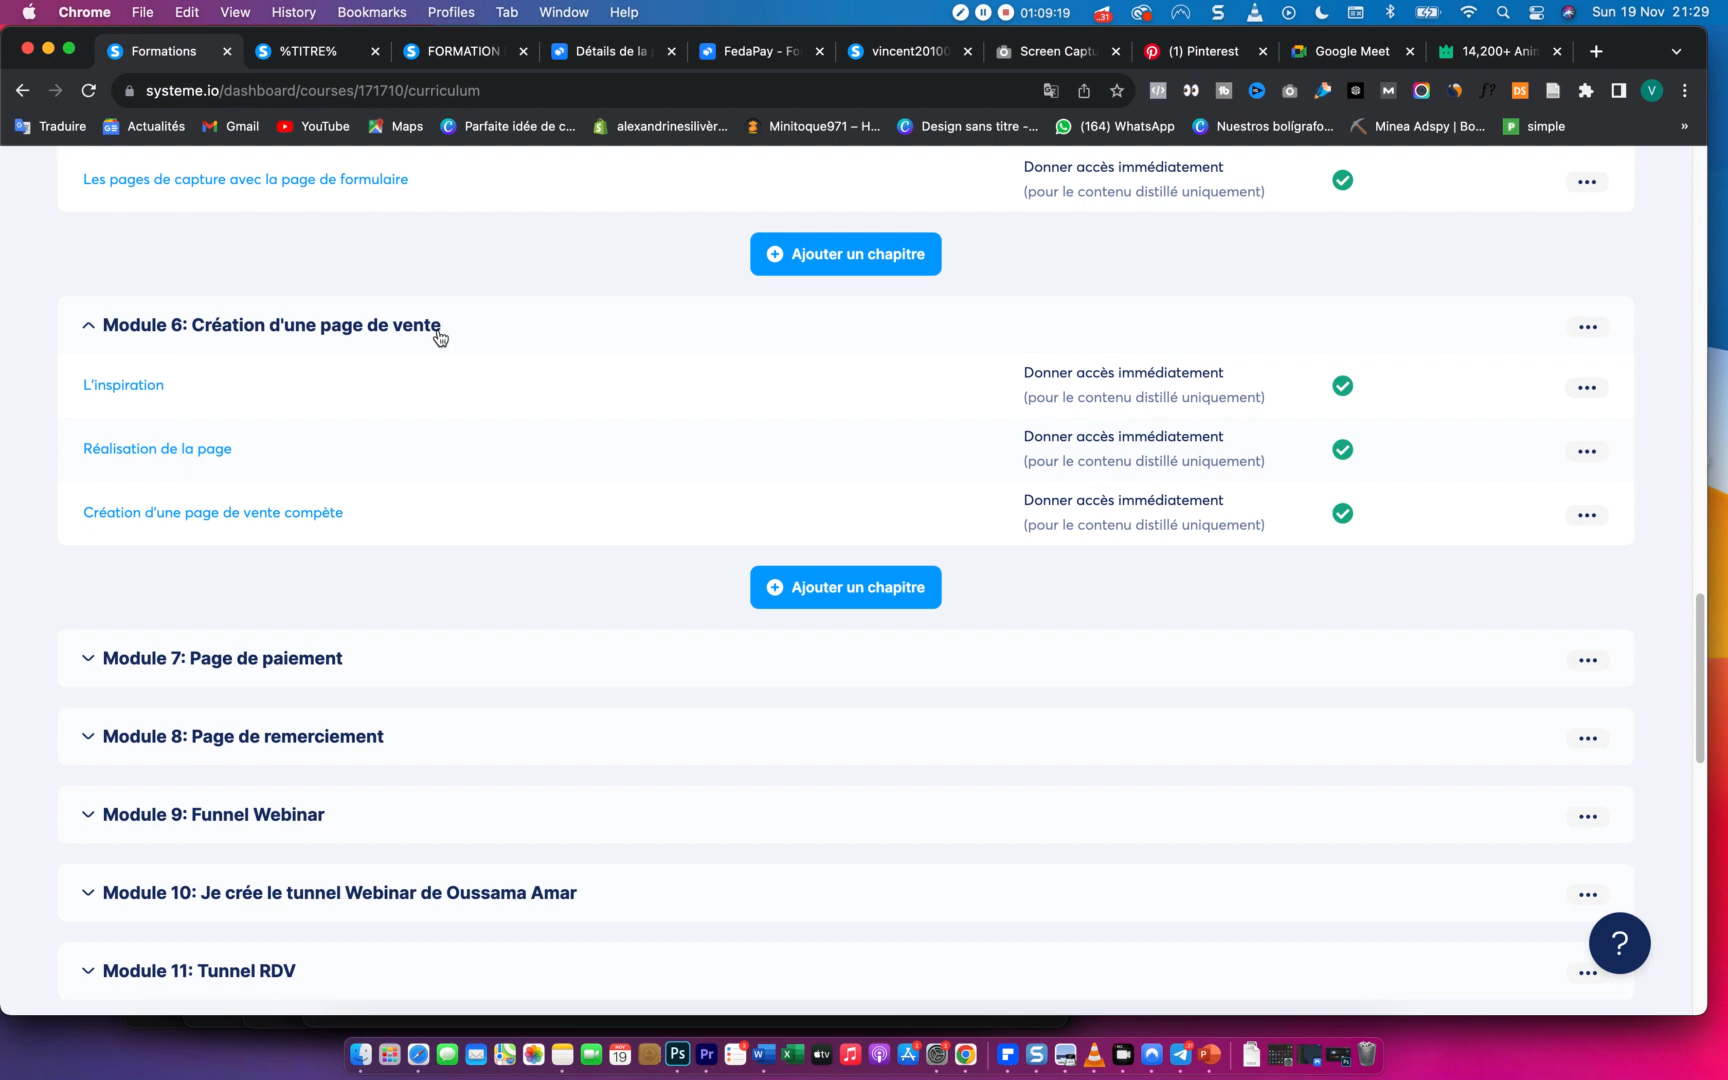 Chrome File Edit View History Bookmarks Profiles Tab Window Help 01:09:19 Sun 19 Nov 21:29
Formations %TITRE% FORMATION Détails de la FedaPay - Fo vincent20100 Screen Captu (1) Pinterest Google Meet 14,200+ Ani
systeme.io/dashboard/courses/171710/curriculum
Traduire Actualités Gmail YouTube Maps Parfaite idée de c... alexandrinesilivèr... Minitoque971 – H... Design sans titre -... (164) WhatsApp Nuestros bolígrafo... Minea Adspy | Bo... simple »
Les pages de capture avec la page de formulaire
Donner accès immédiatement
(pour le contenu distillé uniquement)
Ajouter un chapitre
Module 6: Création d'une page de vente
L'inspiration
Donner accès immédiatement
(pour le contenu distillé uniquement)
Réalisation de la page
Donner accès immédiatement
(pour le contenu distillé uniquement)
Création d'une page de vente compète
Donner accès immédiatement
(pour le contenu distillé uniquement)
Ajouter un chapitre
Module 7: Page de paiement
Module 8: Page de remerciement
Module 9: Funnel Webinar
Module 10: Je crée le tunnel Webinar de Oussama Amar
Module 11: Tunnel RDV
?